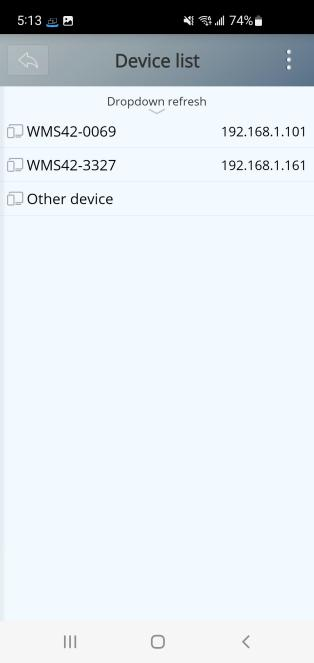 5:13 74%
Device list
Dropdown refresh
WMS42-0069 192.168.1.101
WMS42-3327 192.168.1.161
Other device